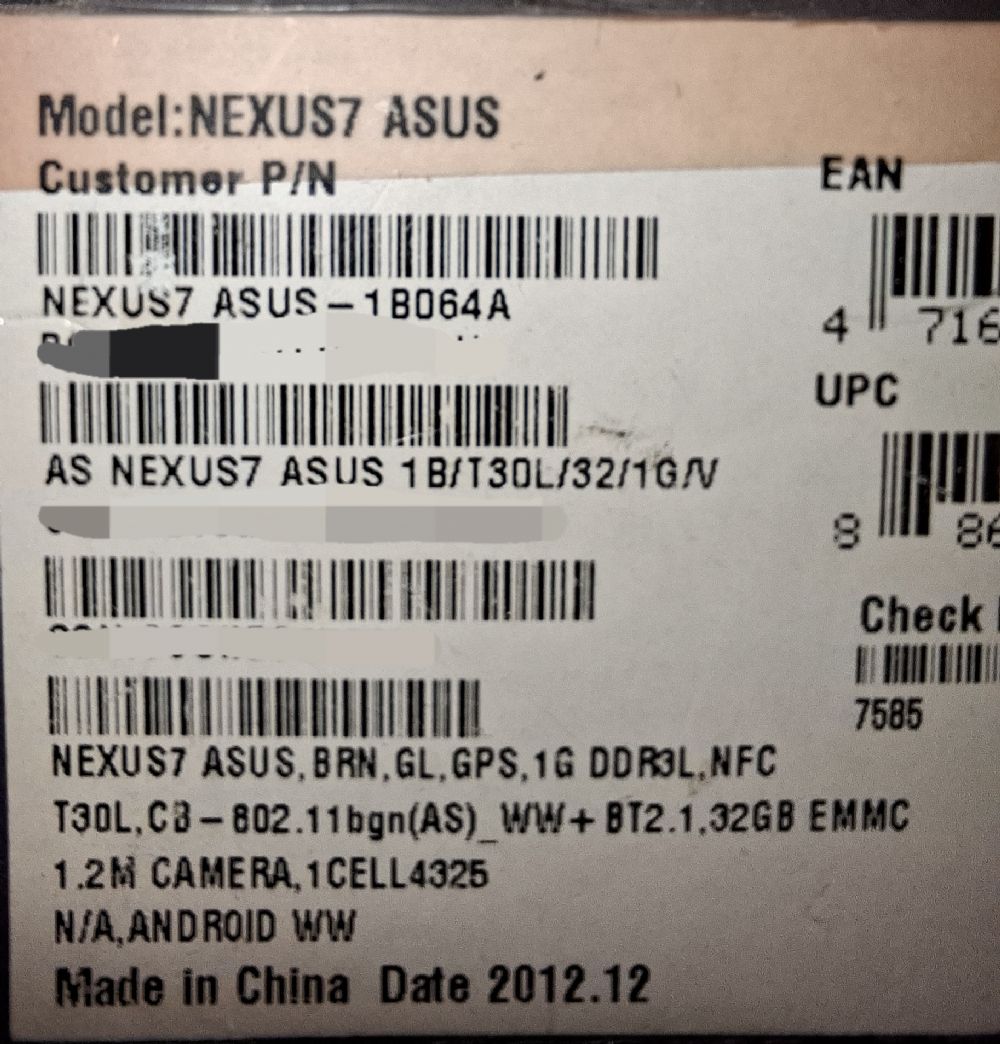 Model:NEXUS7 ASUS
Customer P/N
NEXUS7 ASUS-1B064A
AS NEXUS7 ASUS 1B/T30L/32/1G/V
NEXUS7 ASUS,BRN,GL,GPS,1G DDR3L,NFC
T30L,CB-802.11bgn(AS)_WW+BT2.1,32GB EMMC
1.2M CAMERA,1CELL4325
N/A,ANDROID WW
Made in China Date 2012.12
EAN
4 716
UPC
8 86
Check
7585